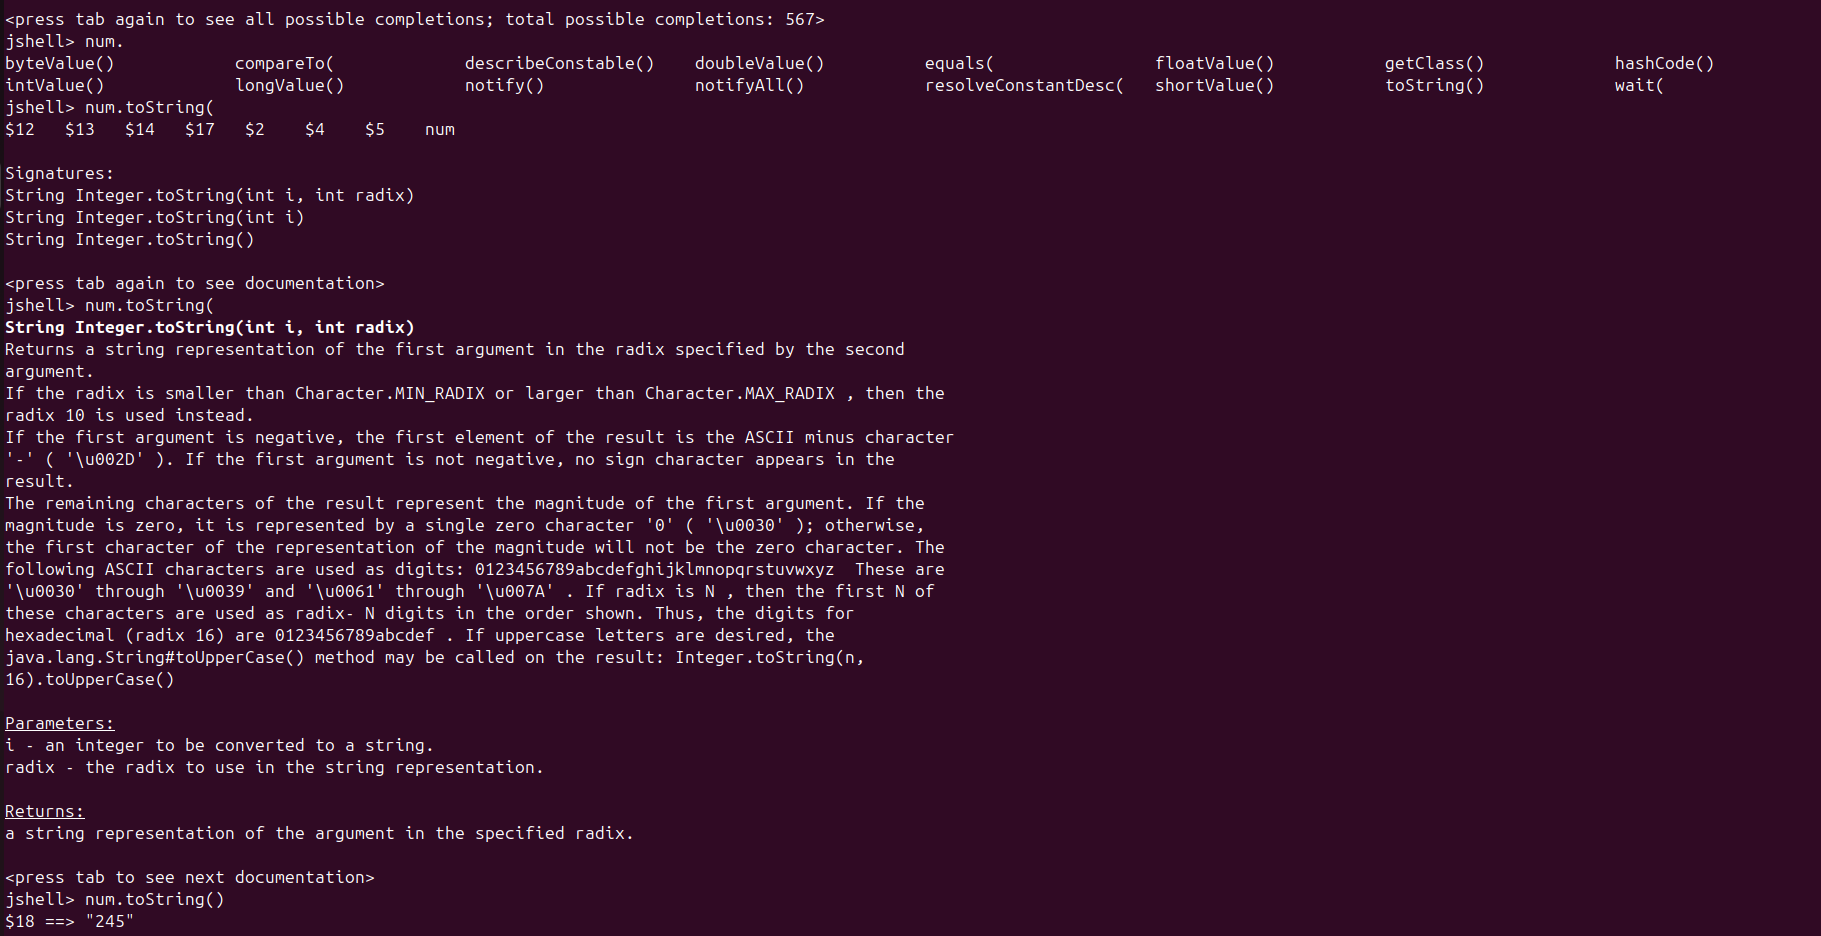 <press tab again to see all possible completions; total possible completions: 567>
jshell> num.
byteValue() compareTo( describeConstable() doubleValue() equals( floatValue() getClass() hashCode()
intValue() longValue() notify() notifyAll() resolveConstantDesc( shortValue() toString() wait(
jshell> num.toString(
$12 $13 $14 $17 $2 $4 $5 num
Signatures:
String Integer.toString(int i, int radix)
String Integer.toString(int i)
String Integer.toString()
<press tab again to see documentation>
jshell> num.toString(
String Integer.toString(int i, int radix)
Returns a string representation of the first argument in the radix specified by the second
argument.
If the radix is smaller than Character.MIN_RADIX or larger than Character.MAX_RADIX , then the
radix 10 is used instead.
If the first argument is negative, the first element of the result is the ASCII minus character
'-' ( '\u002D' ). If the first argument is not negative, no sign character appears in the
result.
The remaining characters of the result represent the magnitude of the first argument. If the
magnitude is zero, it is represented by a single zero character '0' ( '\u0030' ); otherwise,
the first character of the representation of the magnitude will not be the zero character. The
following ASCII characters are used as digits: 0123456789abcdefghijklmnopqrstuvwxyz  These are
'\u0030' through '\u0039' and '\u0061' through '\u007A' . If radix is N , then the first N of
these characters are used as radix- N digits in the order shown. Thus, the digits for
hexadecimal (radix 16) are 0123456789abcdef . If uppercase letters are desired, the
java.lang.String#toUpperCase() method may be called on the result: Integer.toString(n,
16).toUpperCase()
Parameters:
i - an integer to be converted to a string.
radix - the radix to use in the string representation.
Returns:
a string representation of the argument in the specified radix.
<press tab to see next documentation>
jshell> num.toString()
$18 ==> "245"